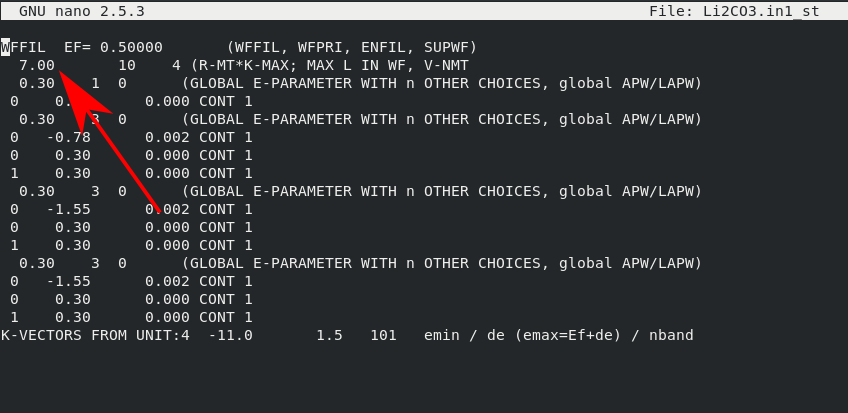 GNU nano 2.5.3 File: Li2CO3.in1_st
WFFIL EF= 0.50000 (WFFIL, WFPRI, ENFIL, SUPWF)
7.00 10 4 (R-MT*K-MAX; MAX L IN WF, V-NMT
0.30 1 0 (GLOBAL E-PARAMETER WITH n OTHER CHOICES, global APW/LAPW)
0 0.000 CONT 1
0.30 3 0 (GLOBAL E-PARAMETER WITH n OTHER CHOICES, global APW/LAPW)
0 -0.78 0.002 CONT 1
0 0.30 0.000 CONT 1
1 0.30 0.000 CONT 1
0.30 3 0 (GLOBAL E-PARAMETER WITH n OTHER CHOICES, global APW/LAPW)
0 -1.55 0.002 CONT 1
0 0.30 0.000 CONT 1
1 0.30 0.000 CONT 1
0.30 3 0 (GLOBAL E-PARAMETER WITH n OTHER CHOICES, global APW/LAPW)
0 -1.55 0.002 CONT 1
0 0.30 0.000 CONT 1
1 0.30 0.000 CONT 1
K-VECTORS FROM UNIT:4 -11.0 1.5 101 emin / de (emax=Ef+de) / nband